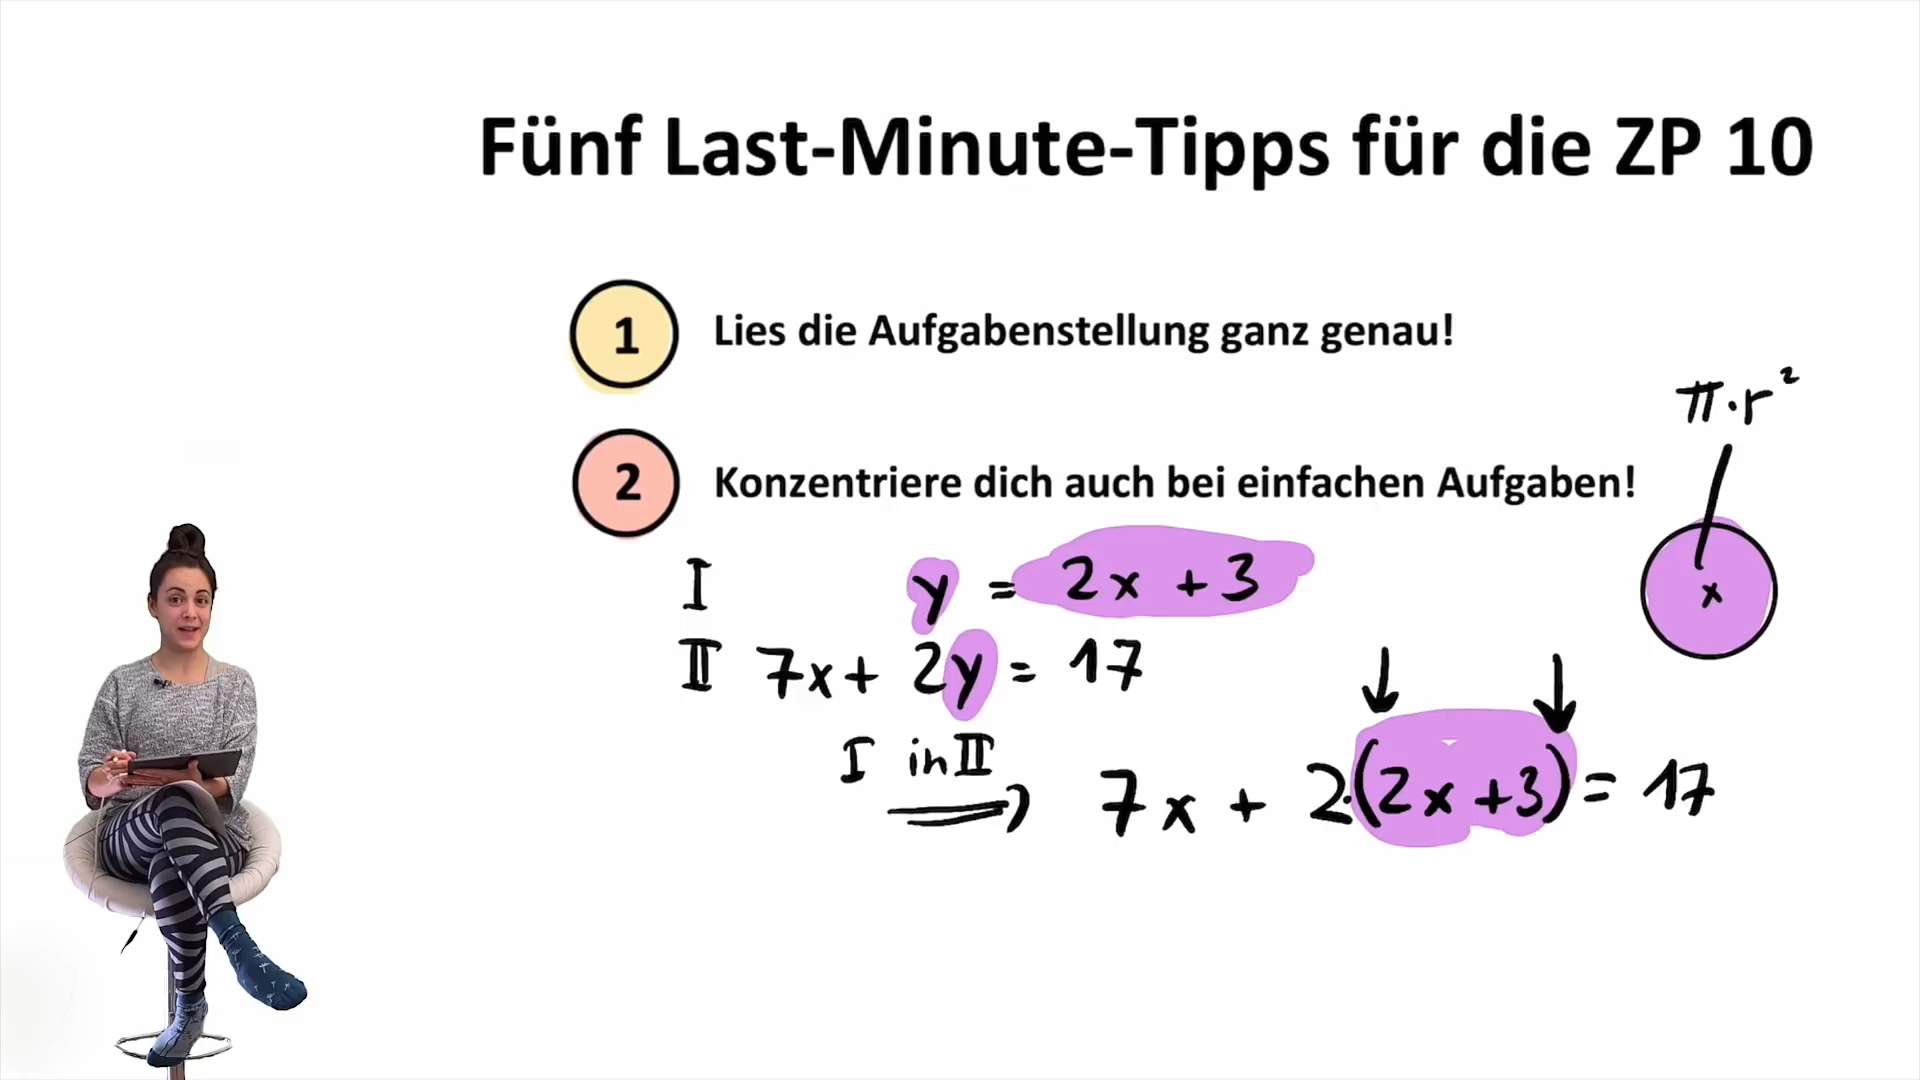 Fünf Last-Minute-Tipps für die ZP 10
1 Lies die Aufgabenstellung ganz genau!
π·r²
2 Konzentriere dich auch bei einfachen Aufgaben!
I y = 2x + 3
x
II 7x + 2y = 17
I in II
⇒ 7x + 2·(2x + 3) = 17